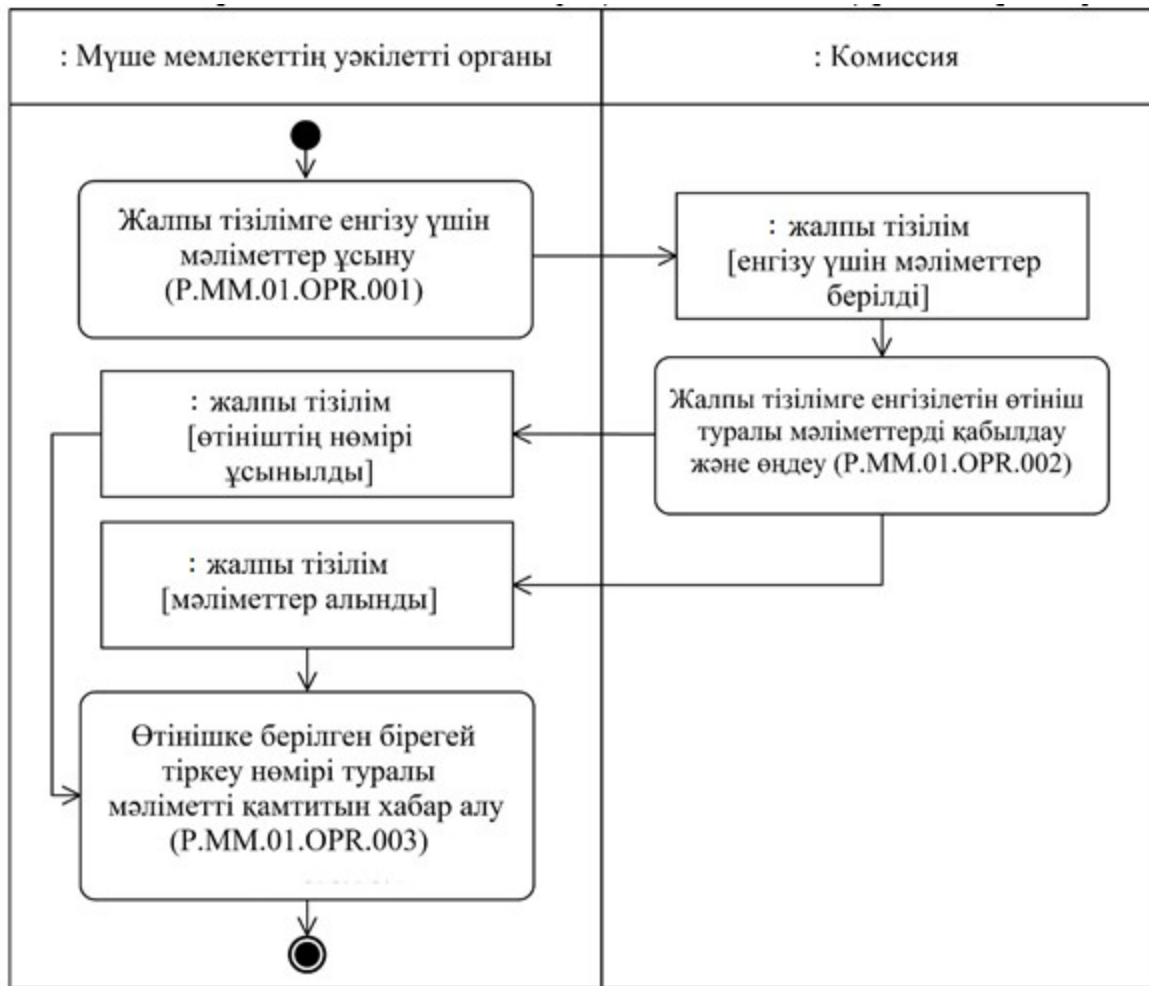 : Мүше мемлекеттің уәкілетті органы
: Комиссия
Жалпы тізілімге енгізу үшін
мәліметтер ұсыну
(P.MM.01.OPR.001)
: жалпы тізілім
[енгізу үшін мәліметтер
берілді]
: жалпы тізілім
[өтініштің нөмірі
ұсынылды]
Жалпы тізілімге енгізілетін өтініш
туралы мәліметтерді қабылдау
және өңдеу (P.MM.01.OPR.002)
: жалпы тізілім
[мәліметтер алынды]
Өтінішке берілген бірегей
тіркеу нөмірі туралы
мәліметті қамтитын хабар алу
(P.MM.01.OPR.003)